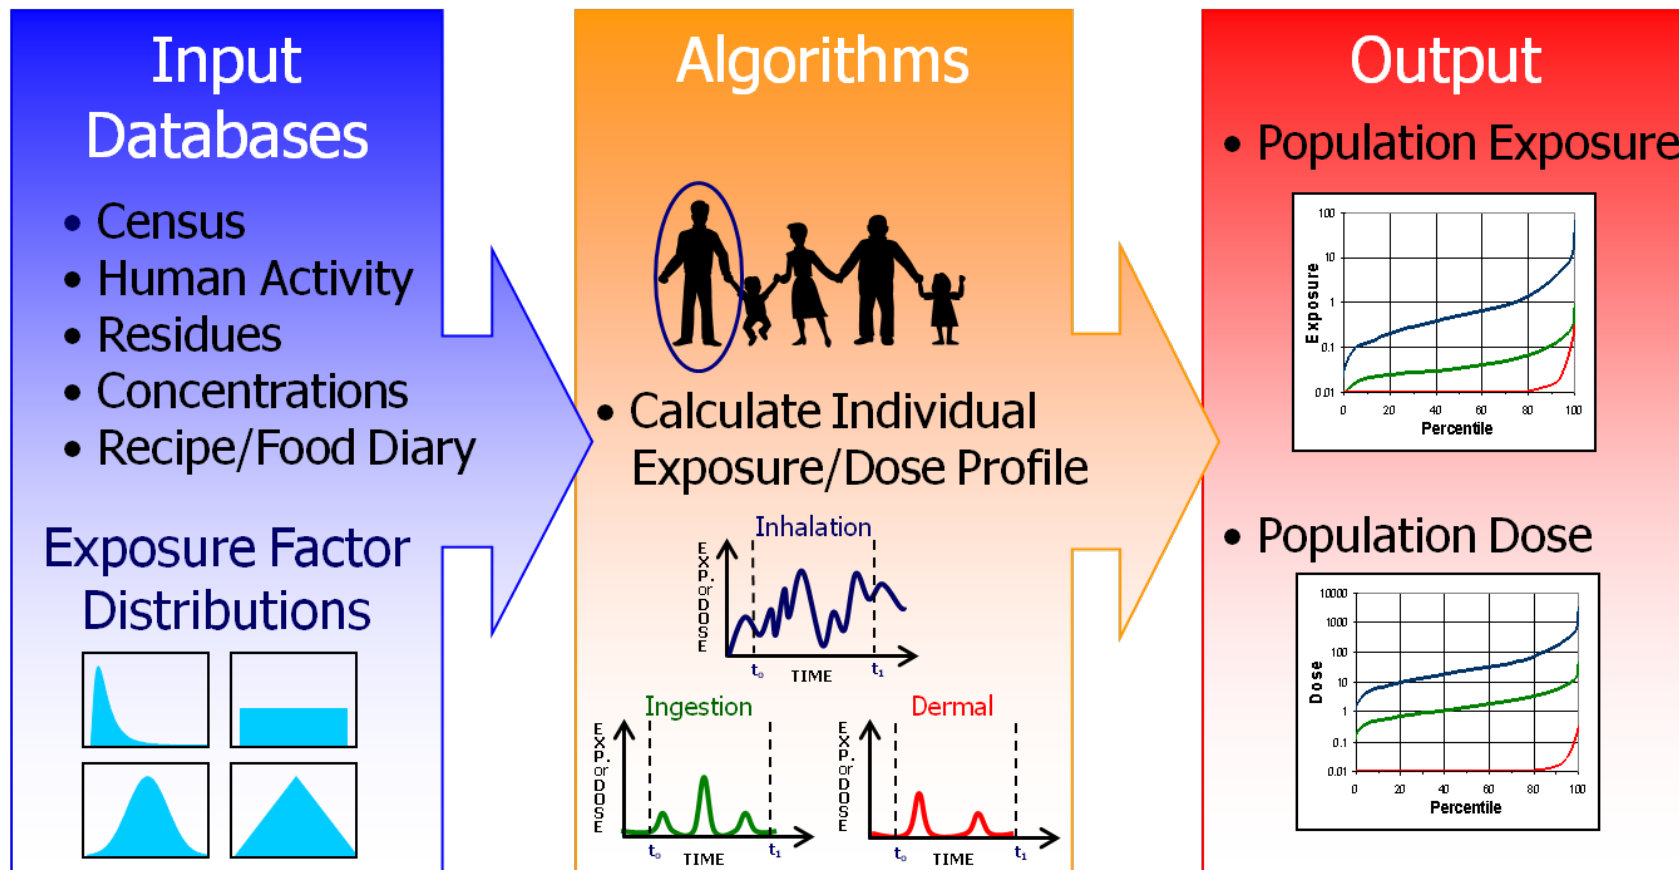 Input
Databases
• Census
• Human Activity
• Residues
• Concentrations
• Recipe/Food Diary
Exposure Factor
Distributions
Algorithms
• Calculate Individual
Exposure/Dose Profile
Inhalation
EXP. or DOSE
t₀
TIME
t₁
Ingestion
EXP. or DOSE
t₀
TIME
t₁
Dermal
EXP. or DOSE
t₀
TIME
t₁
Output
• Population Exposure
Exposure
100
10
1
0.1
0.01
0 20 40 60 80 100
Percentile
• Population Dose
Dose
10000
1000
100
10
1
0.1
0.01
0 20 40 60 80 100
Percentile